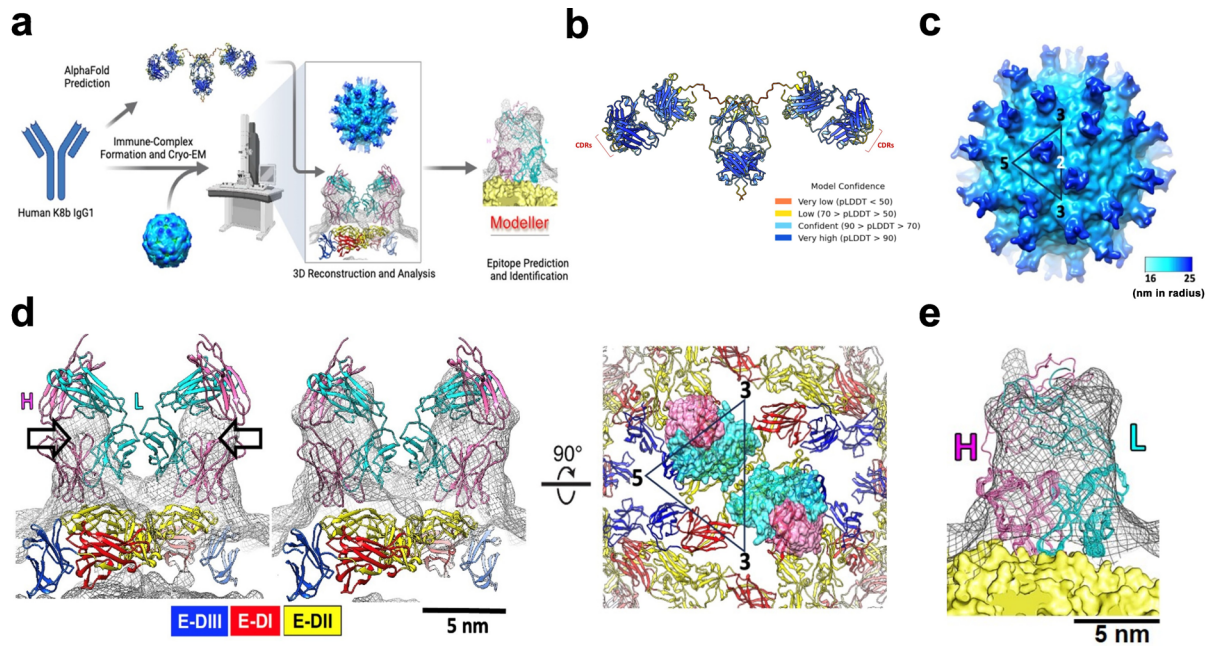 a
AlphaFold
Prediction
Immune-Complex
Formation and Cryo-EM
Human K8b IgG1
3D Reconstruction and Analysis
H
L
Modeller
Epitope Prediction
and Identification
b
CDRs
CDRs
Model Confidence
Very low (pLDDT < 50)
Low (70 > pLDDT > 50)
Confident (90 > pLDDT > 70)
Very high (pLDDT > 90)
c
3
5
2
3
16 25
(nm in radius)
d
H
L
E-DIII
E-DI
E-DII
5 nm
90°
3
5
3
e
H
L
5 nm